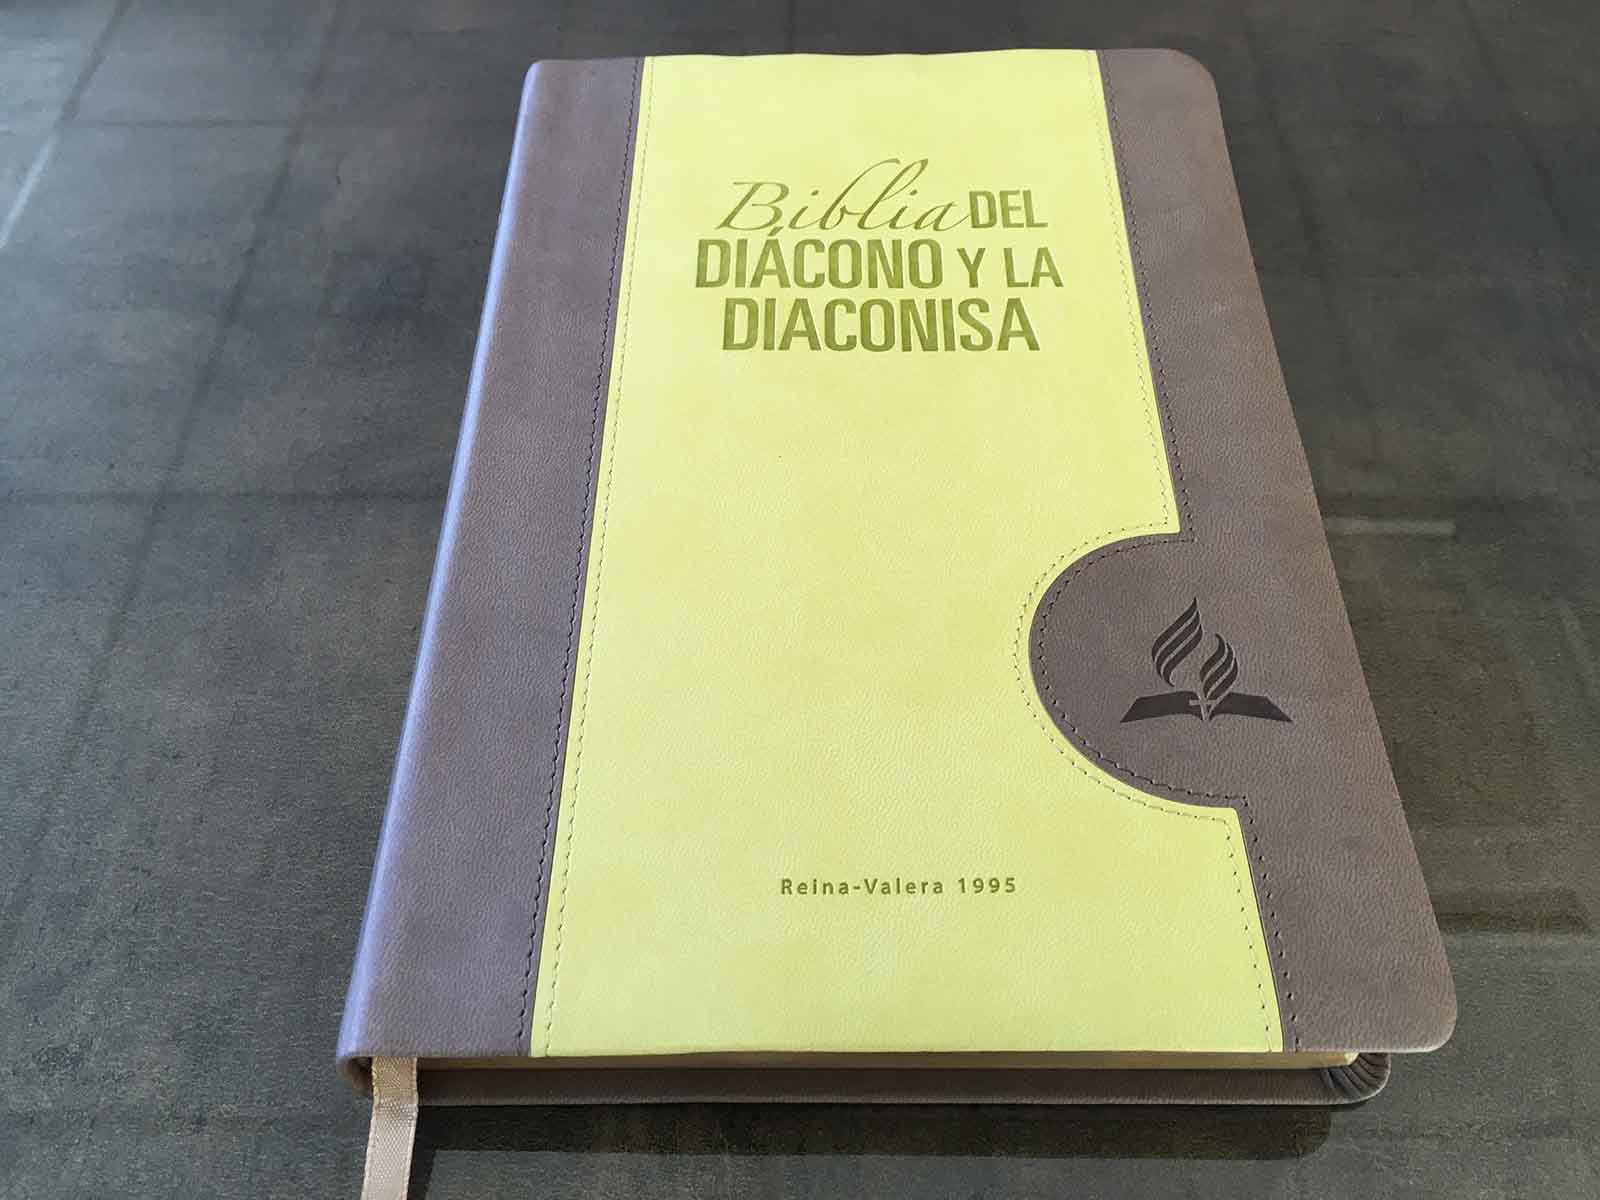 Biblia DEL
DIÁCONO Y LA
DIACONISA
Reina-Valera 1995